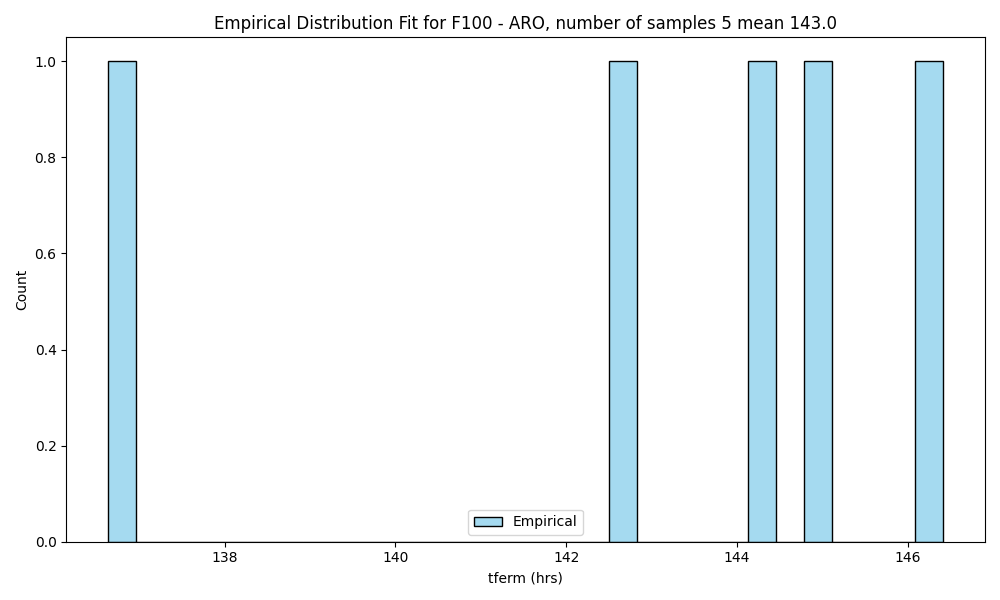 Empirical Distribution Fit for F100 - ARO, number of samples 5 mean 143.0
1.0
0.8
0.6
0.4
0.2
0.0
Count
Empirical
138 140 142 144 146
tferm (hrs)